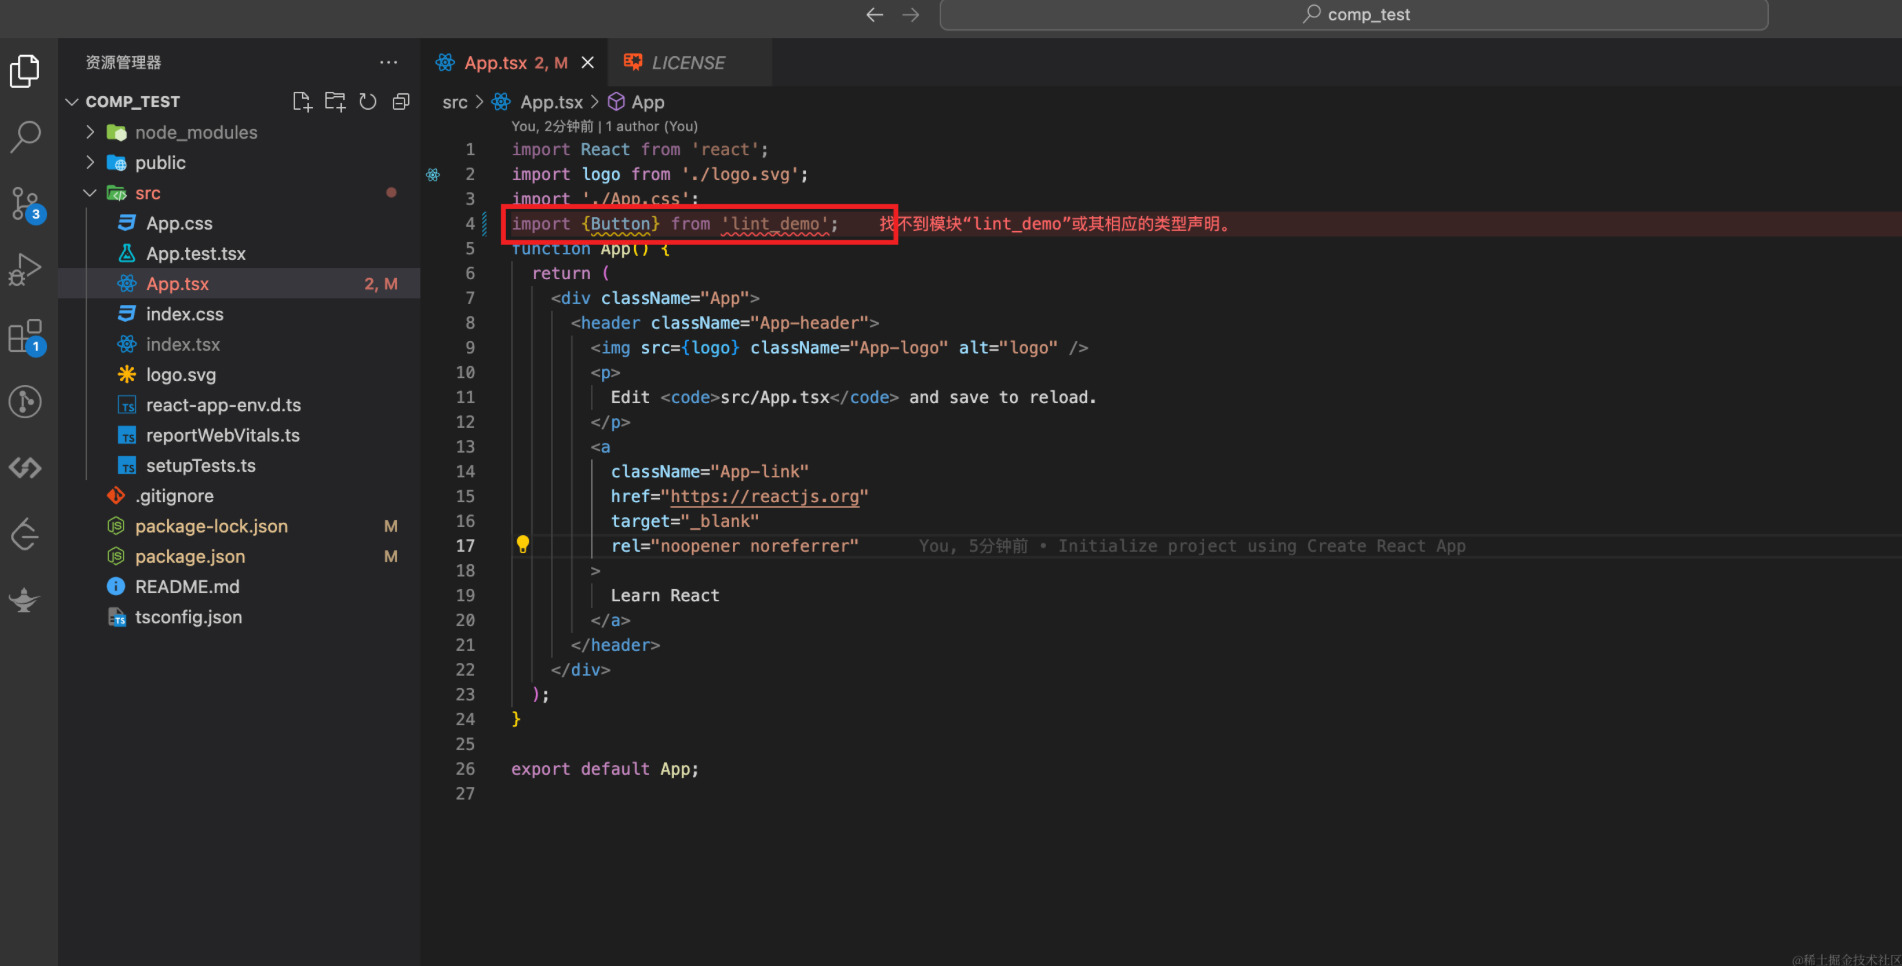 comp_test
资源管理器
COMP_TEST
node_modules
public
src
App.css
App.test.tsx
App.tsx 2, M
index.css
index.tsx
logo.svg
react-app-env.d.ts
reportWebVitals.ts
setupTests.ts
.gitignore
package-lock.json M
package.json M
README.md
tsconfig.json
3
1
App.tsx 2, M
LICENSE
src > App.tsx > App
You, 2分钟前 | 1 author (You)
1 import React from 'react';
2 import logo from './logo.svg';
3 import './App.css';
4 import {Button} from 'lint_demo'; 找不到模块“lint_demo”或其相应的类型声明。
5 function App() {
6 return (
7 <div className="App">
8 <header className="App-header">
9 <img src={logo} className="App-logo" alt="logo" />
10 <p>
11 Edit <code>src/App.tsx</code> and save to reload.
12 </p>
13 <a
14 className="App-link"
15 href="https://reactjs.org"
16 target="_blank"
17 rel="noopener noreferrer" You, 5分钟前 • Initialize project using Create React App
18 >
19 Learn React
20 </a>
21 </header>
22 </div>
23 );
24 }
25
26 export default App;
27
@稀土掘金技术社区